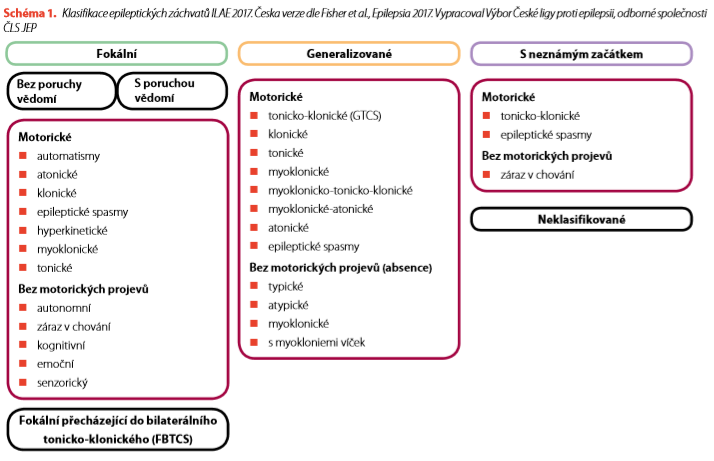 Schéma 1. Klasifikace epileptických záchvatů ILAE 2017. Česka verze dle Fisher et al., Epilepsia 2017. Vypracoval Výbor České ligy proti epilepsii, odborné společnosti
ČLS JEP
Fokální
Bez poruchy
vědomí
S poruchou
vědomí
Motorické
automatismy
atonické
klonické
epileptické spasmy
hyperkinetické
myoklonické
tonické
Bez motorických projevů
autonomní
záraz v chování
kognitivní
emoční
senzorický
Fokální přecházející do bilaterálního
tonicko-klonického (FBTCS)
Generalizované
Motorické
tonicko-klonické (GTCS)
klonické
tonické
myoklonické
myoklonicko-tonicko-klonické
myoklonické-atonické
atonické
epileptické spasmy
Bez motorických projevů (absence)
typické
atypické
myoklonické
s myokloniemi víček
S neznámým začátkem
Motorické
tonicko-klonické
epileptické spasmy
Bez motorických projevů
záraz v chování
Neklasifikované